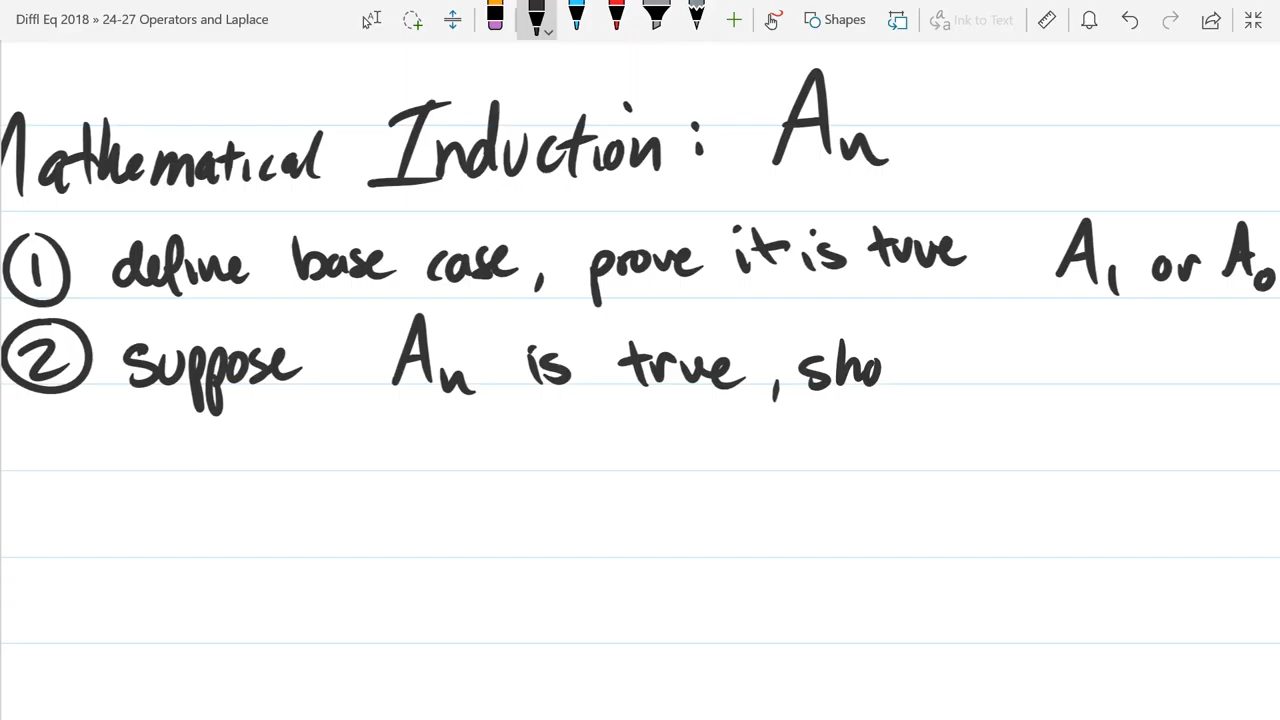 Diffl Eq 2018 » 24-27 Operators and Laplace
Shapes
Ink to Text
Mathematical Induction: An
① define base case, prove it is true A₁ or A₀
② suppose An is true, sho